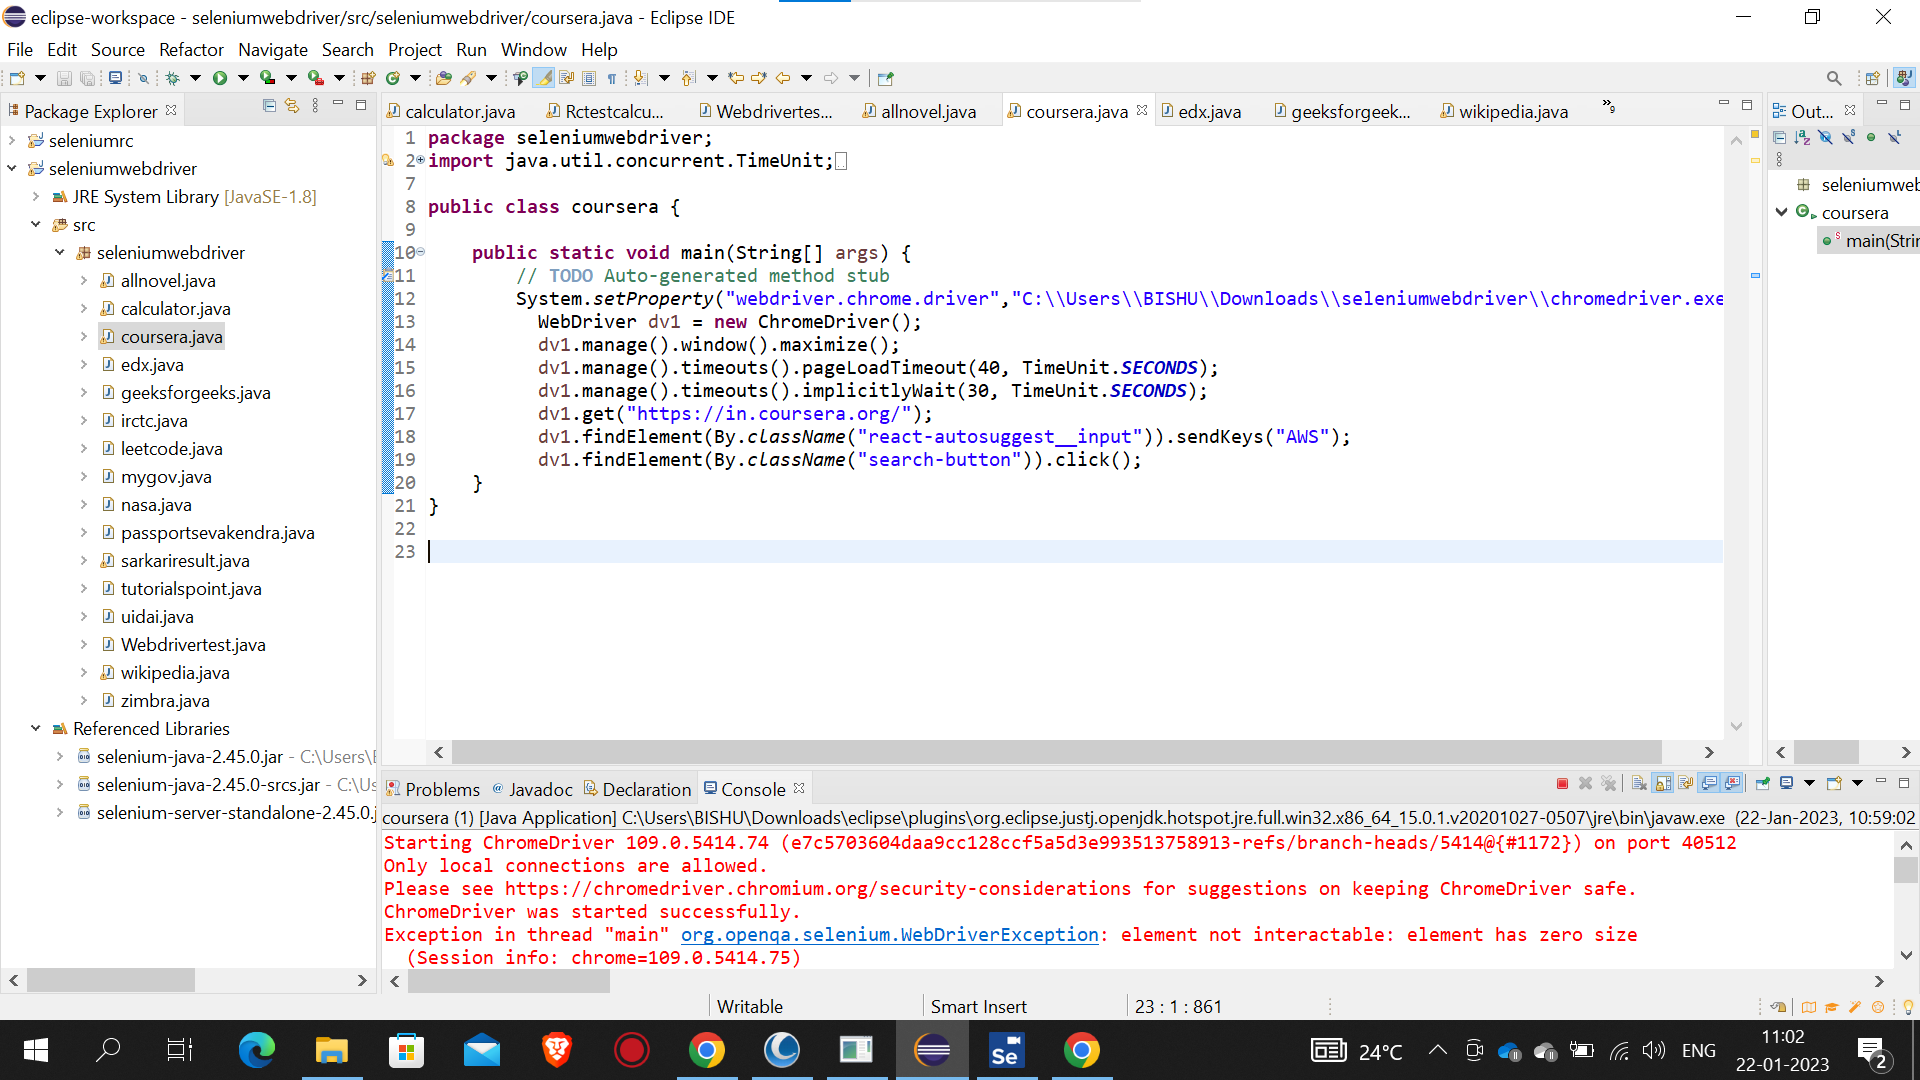 eclipse-workspace - seleniumwebdriver/src/seleniumwebdriver/coursera.java - Eclipse IDE
File Edit Source Refactor Navigate Search Project Run Window Help
Package Explorer
seleniumrc
seleniumwebdriver
JRE System Library [JavaSE-1.8]
src
seleniumwebdriver
allnovel.java
calculator.java
coursera.java
edx.java
geeksforgeeks.java
irctc.java
leetcode.java
mygov.java
nasa.java
passportsevakendra.java
sarkariresult.java
tutorialspoint.java
uidai.java
Webdrivertest.java
wikipedia.java
zimbra.java
Referenced Libraries
selenium-java-2.45.0.jar - C:\Users\
selenium-java-2.45.0-srcs.jar - C:\Us
selenium-server-standalone-2.45.0.j
calculator.java Rctestcalcu... Webdrivertes... allnovel.java coursera.java edx.java geeksforgeek... wikipedia.java »9
1 package seleniumwebdriver;
2 import java.util.concurrent.TimeUnit;
7
8 public class coursera {
9
10 public static void main(String[] args) {
11 // TODO Auto-generated method stub
12 System.setProperty("webdriver.chrome.driver","C:\\Users\\BISHU\\Downloads\\seleniumwebdriver\\chromedriver.exe
13 WebDriver dv1 = new ChromeDriver();
14 dv1.manage().window().maximize();
15 dv1.manage().timeouts().pageLoadTimeout(40, TimeUnit.SECONDS);
16 dv1.manage().timeouts().implicitlyWait(30, TimeUnit.SECONDS);
17 dv1.get("https://in.coursera.org/");
18 dv1.findElement(By.className("react-autosuggest__input")).sendKeys("AWS");
19 dv1.findElement(By.className("search-button")).click();
20 }
21 }
22
23
Out...
seleniumweb
coursera
main(Strin
Problems @ Javadoc Declaration Console
coursera (1) [Java Application] C:\Users\BISHU\Downloads\eclipse\plugins\org.eclipse.justj.openjdk.hotspot.jre.full.win32.x86_64_15.0.1.v20201027-0507\jre\bin\javaw.exe (22-Jan-2023, 10:59:02
Starting ChromeDriver 109.0.5414.74 (e7c5703604daa9cc128ccf5a5d3e993513758913-refs/branch-heads/5414@{#1172}) on port 40512
Only local connections are allowed.
Please see https://chromedriver.chromium.org/security-considerations for suggestions on keeping ChromeDriver safe.
ChromeDriver was started successfully.
Exception in thread "main" org.openqa.selenium.WebDriverException: element not interactable: element has zero size
(Session info: chrome=109.0.5414.75)
Writable Smart Insert 23 : 1 : 861
Se
24°C ENG
11:02
22-01-2023
2